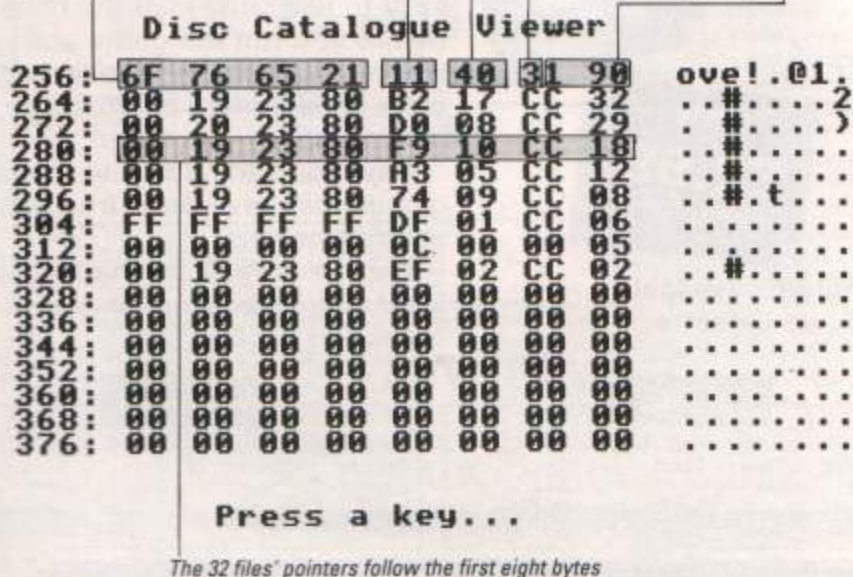 Disc Catalogue Viewer
256: 6F 76 65 21 11 40 31 90 ove!.@1.
264: 00 19 23 80 B2 17 CC 32 ..#....2
272: 00 20 23 80 D0 08 CC 29 . #....)
280: 00 19 23 80 F9 10 CC 18 ..#.....
288: 00 19 23 80 A3 05 CC 12 ..#.....
296: 00 19 23 80 74 09 CC 08 ..#.t...
304: FF FF FF FF DF 01 CC 06 ........
312: 00 00 00 00 0C 00 00 05 ........
320: 00 19 23 80 EF 02 CC 02 ..#.....
328: 00 00 00 00 00 00 00 00 ........
336: 00 00 00 00 00 00 00 00 ........
344: 00 00 00 00 00 00 00 00 ........
352: 00 00 00 00 00 00 00 00 ........
360: 00 00 00 00 00 00 00 00 ........
368: 00 00 00 00 00 00 00 00 ........
376: 00 00 00 00 00 00 00 00 ........
Press a key...
The 32 files' pointers follow the first eight bytes